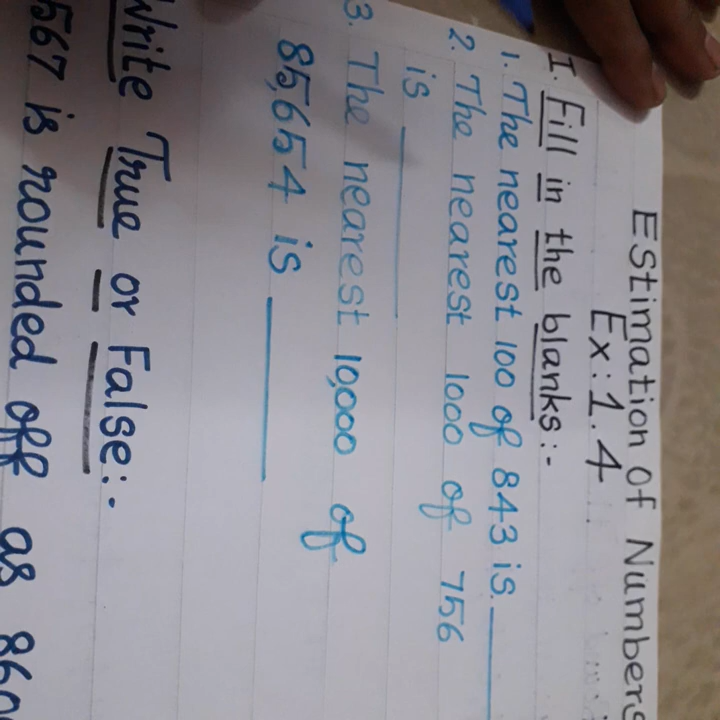 EStimation of Numbers
Ex:1.4
I. Fill in the blanks:-
1. The nearest 100 of 843 is.
2. The nearest 1000 of 756
is
3. The nearest 10,000 of
85,654 is
Write True or False:-
567 is rounded off as 860